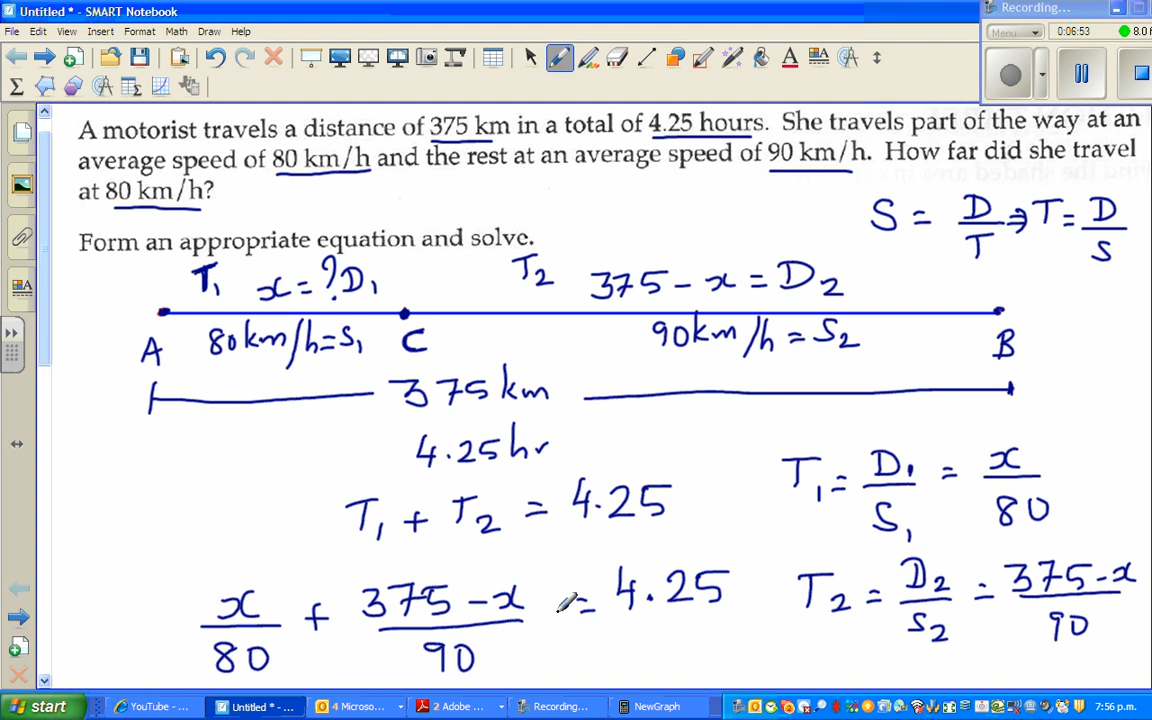 Untitled * - SMART Notebook
Recording...
File Edit View Insert Format Math Draw Help
Menu 0:06:53 8.0
A motorist travels a distance of 375 km in a total of 4.25 hours. She travels part of the way at an
average speed of 80 km/h and the rest at an average speed of 90 km/h. How far did she travel
at 80 km/h?
S = D/T ⇒ T = D/S
Form an appropriate equation and solve.
T1 x = ? D1 T2 375 - x = D2
A 80km/h = S1 C 90km/h = S2 B
375 km
4.25 hr
T1 = D1/S1 = x/80
T1 + T2 = 4.25
x/80 + 375 - x/90 = 4.25
T2 = D2/S2 = 375 - x/90
start YouTube - ... Untitled * - ... 4 Microso... 2 Adobe ... Recording... NewGraph 7:56 p.m.